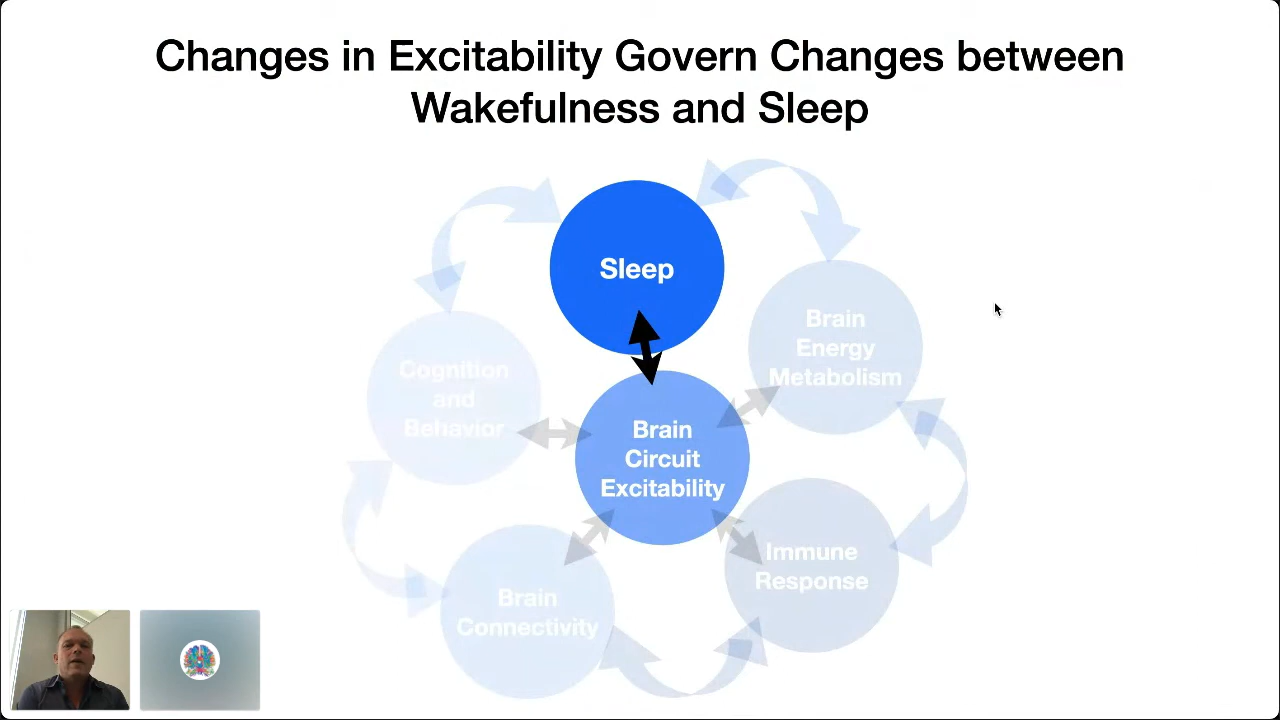 Changes in Excitability Govern Changes between
Wakefulness and Sleep
Sleep
Brain
Energy
Metabolism
Cognition
and
Behavior
Brain
Circuit
Excitability
Immune
Response
Brain
Connectivity